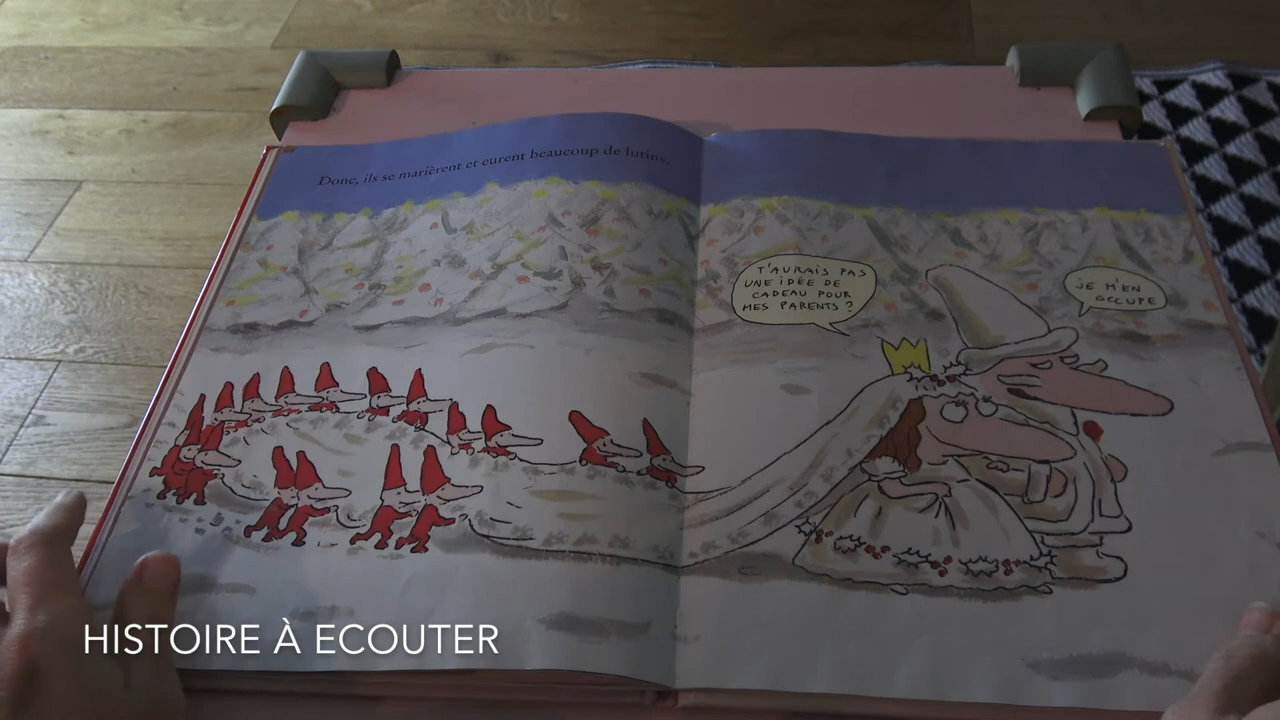 Donc, ils se marièrent et eurent beaucoup de lutins.
T'AURAIS PAS
UNE IDÉE DE
CADEAU POUR
MES PARENTS ?
JE M'EN
OCCUPE
HISTOIRE À ECOUTER